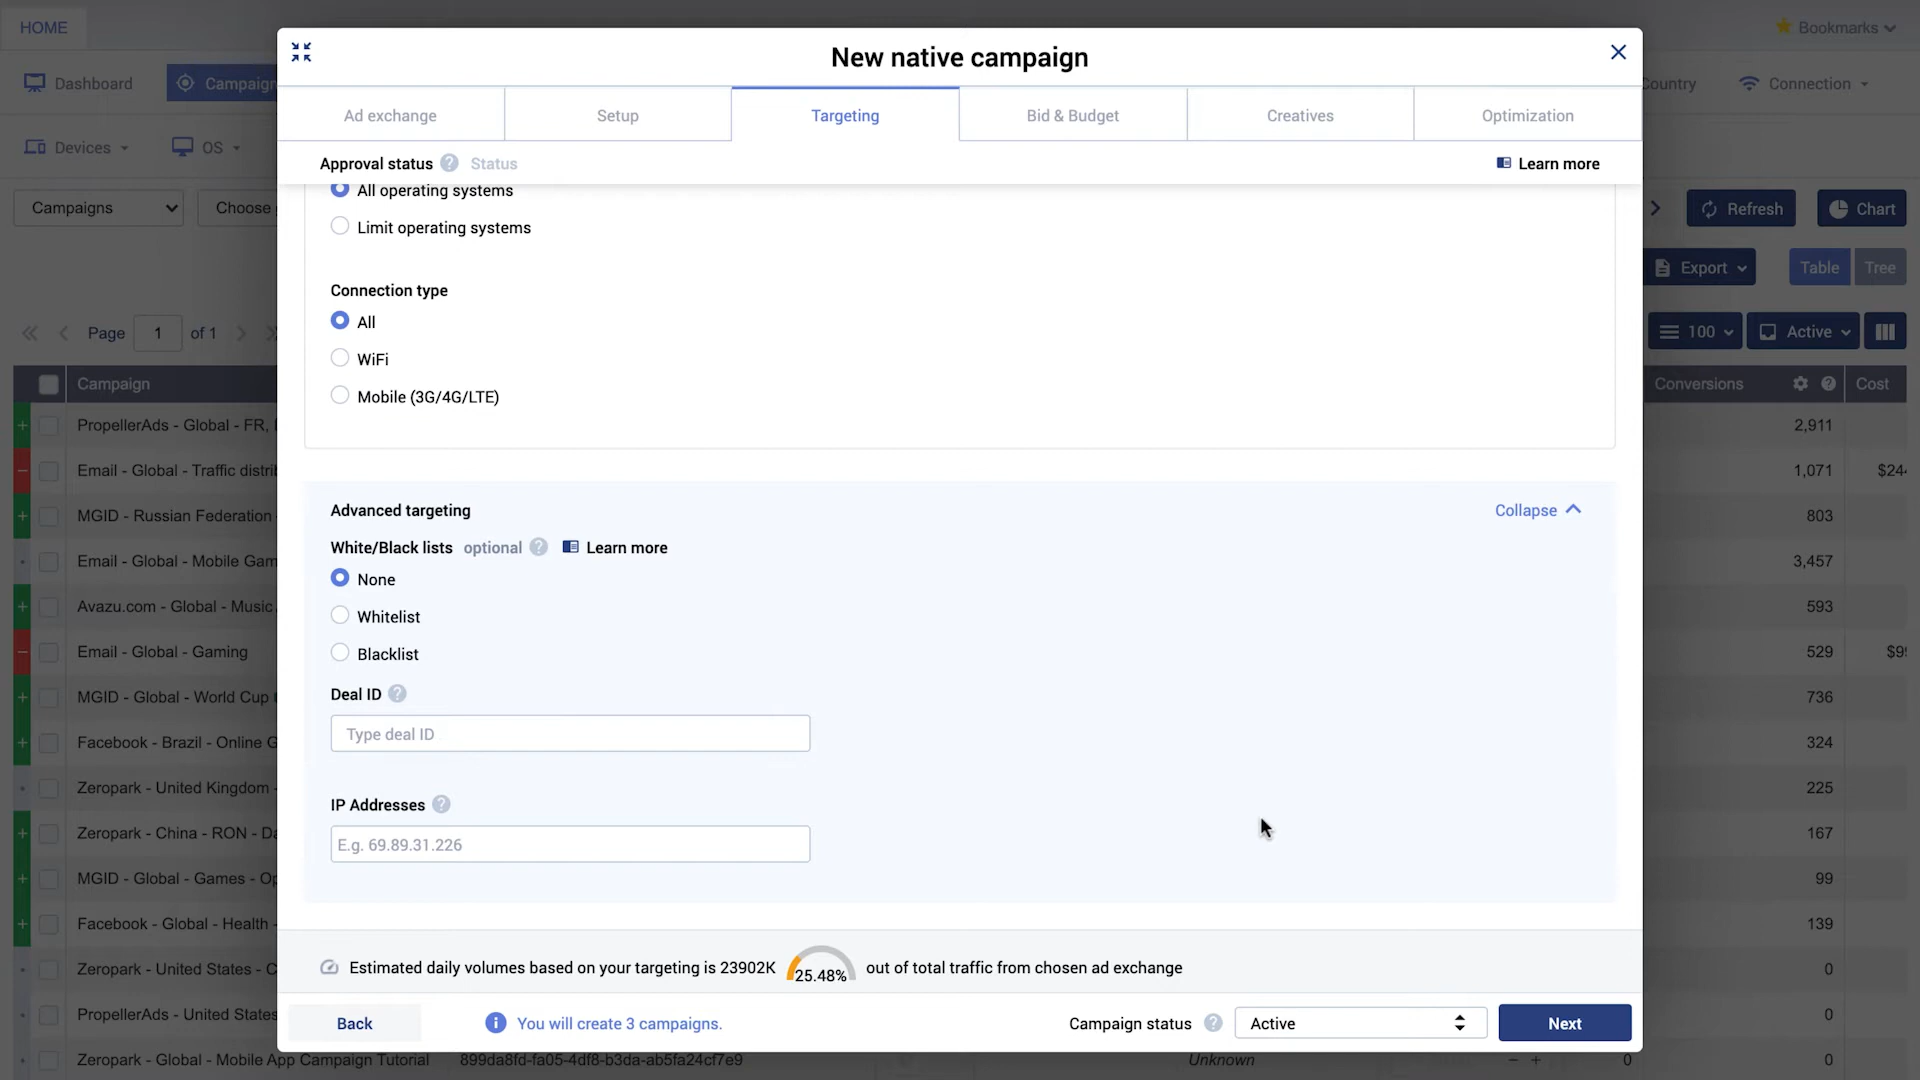 HOME
Bookmarks
New native campaign
Dashboard
Campaign
Country
Connection
Ad exchange
Setup
Targeting
Bid & Budget
Creatives
Optimization
Devices
OS
Approval status ? Status
Learn more
All operating systems
Campaigns
Choose
Refresh
Chart
Limit operating systems
Export
Table
Tree
Connection type
All
Page 1 of 1
100
Active
WiFi
Campaign
Conversions ?
Cost
Mobile (3G/4G/LTE)
PropellerAds - Global - FR,
2,911
Email - Global - Traffic distri
1,071
$24
Advanced targeting
Collapse
MGID - Russian Federation
803
White/Black lists optional ? Learn more
Email - Global - Mobile Gam
3,457
None
Avazu.com - Global - Music
593
Whitelist
Email - Global - Gaming
529
$9
Blacklist
Deal ID ?
MGID - Global - World Cup
736
Type deal ID
Facebook - Brazil - Online G
324
Zeropark - United Kingdom -
225
IP Addresses ?
Zeropark - China - RON - Da
167
E.g. 69.89.31.226
MGID - Global - Games - Op
99
Facebook - Global - Health -
139
Zeropark - United States - C
0
Estimated daily volumes based on your targeting is 23902K 25.48% out of total traffic from chosen ad exchange
PropellerAds - United States
0
Back
You will create 3 campaigns.
Campaign status ? Active
Next
Zeropark - Global - Mobile App Campaign Tutorial 899da8fd-fa05-4df8-b3da-ab5fa24cf7e9 Unknown 0 0